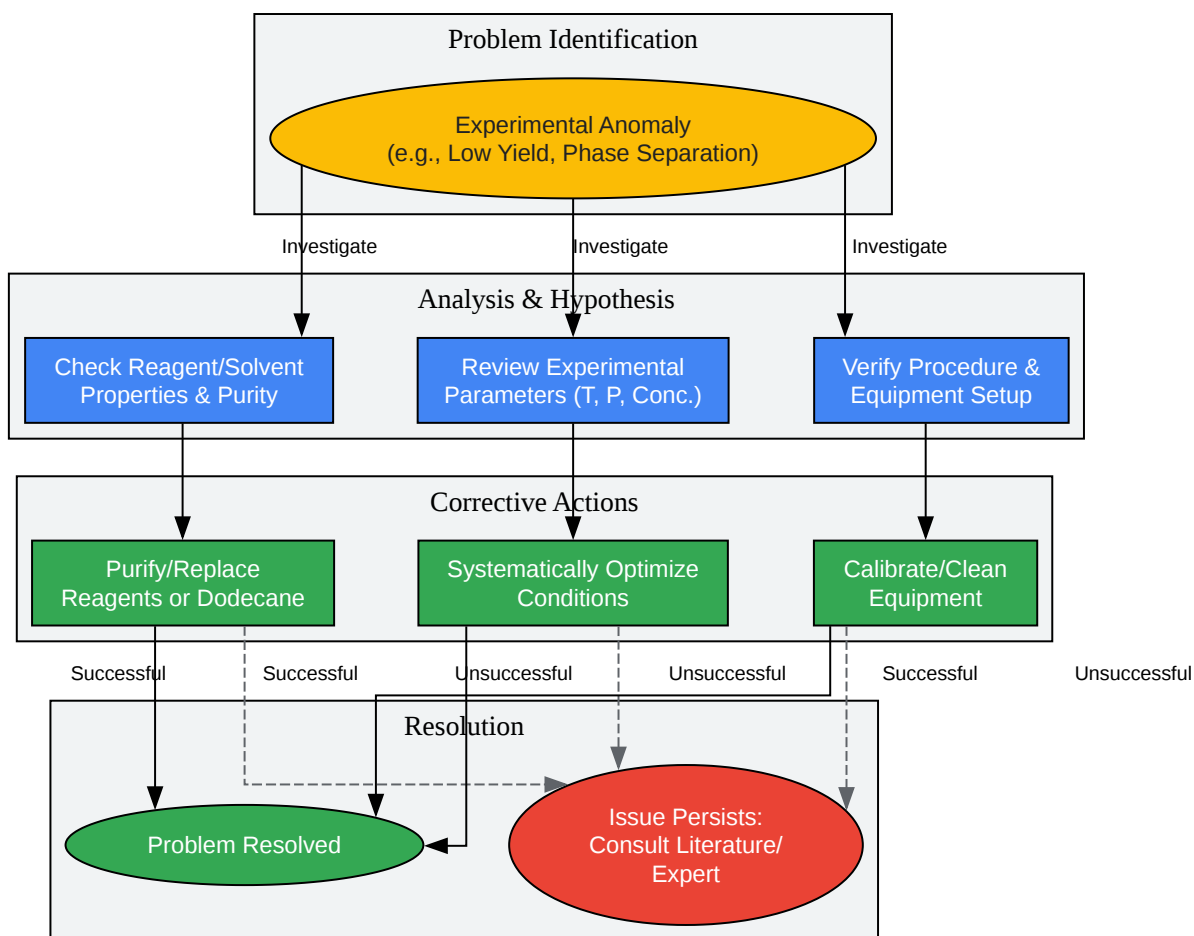 Problem Identification
Experimental Anomaly
(e.g., Low Yield, Phase Separation)
Investigate
Investigate
Investigate
Analysis & Hypothesis
Check Reagent/Solvent
Properties & Purity
Review Experimental
Parameters (T, P, Conc.)
Verify Procedure &
Equipment Setup
Corrective Actions
Purify/Replace
Reagents or Dodecane
Systematically Optimize
Conditions
Calibrate/Clean
Equipment
Successful
Successful
Unsuccessful
Unsuccessful
Successful
Unsuccessful
Resolution
Problem Resolved
Issue Persists:
Consult Literature/
Expert